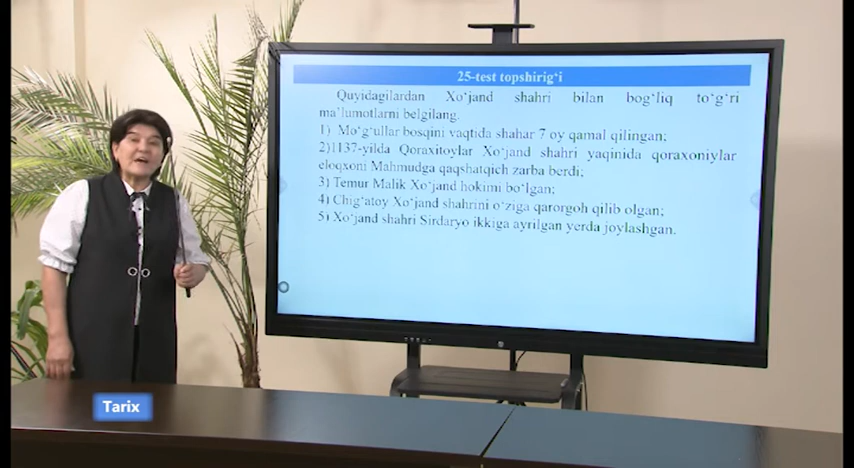 25-test topshirig‘i
Quyidagilardan Xo‘jand shahri bilan bog‘liq to‘g‘ri
ma’lumotlarni belgilang.
1) Mo‘g‘ullar bosqini vaqtida shahar 7 oy qamal qilingan;
2)1137-yilda Qoraxitoylar Xo‘jand shahri yaqinida qoraxoniylar
eloqxoni Mahmudga qaqshatqich zarba berdi;
3) Temur Malik Xo‘jand hokimi bo‘lgan;
4) Chig‘atoy Xo‘jand shahrini o‘ziga qarorgoh qilib olgan;
5) Xo‘jand shahri Sirdaryo ikkiga ayrilgan yerda joylashgan.
Tarix